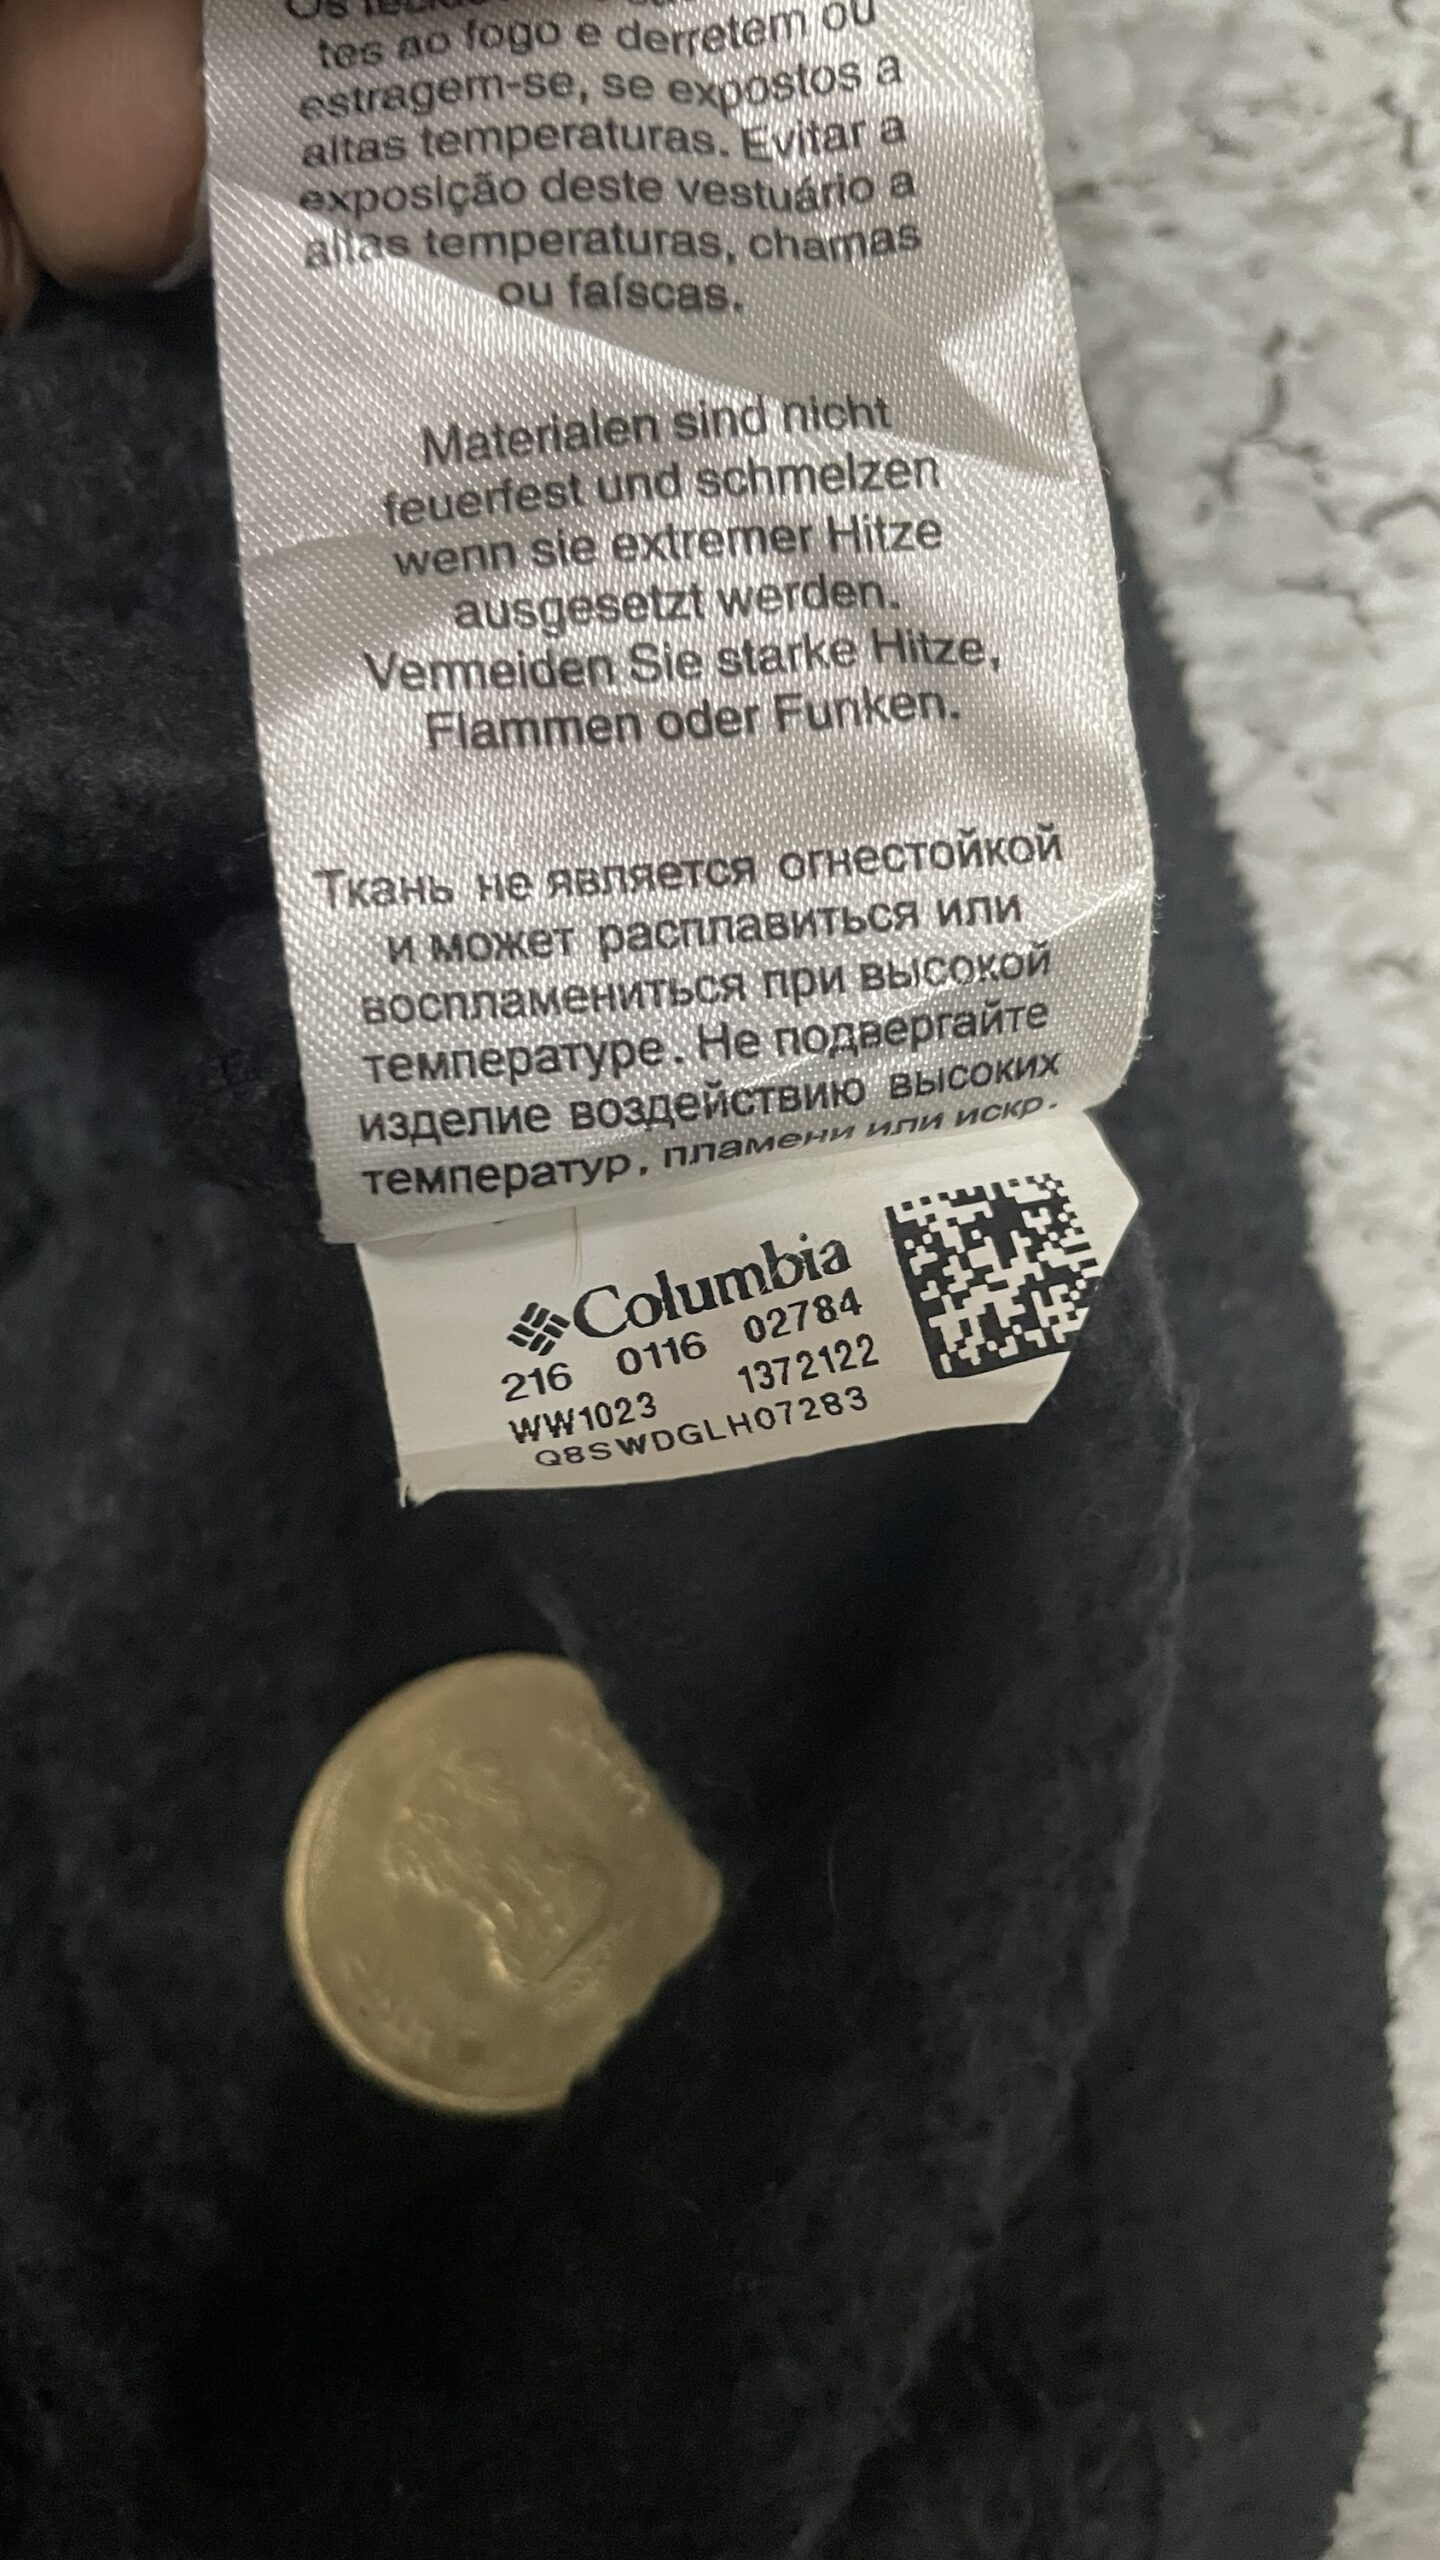 Os
tes ao fogo e derretem ou
estragem-se, se expostos a
altas temperaturas. Evitar a
exposição deste vestuário a
altas temperaturas, chamas
ou faíscas.
Materialen sind nicht
feuerfest und schmelzen
wenn sie extremer Hitze
ausgesetzt werden.
Vermeiden Sie starke Hitze,
Flammen oder Funken.
Ткань не является огнестойкой
и может расплавиться или
воспламениться при высокой
температуре. Не подвергайте
изделие воздействию высоких
температур, пламени или искр.
Columbia
216 0116 02784
WW1023 1372122
Q8SWDGLH07283